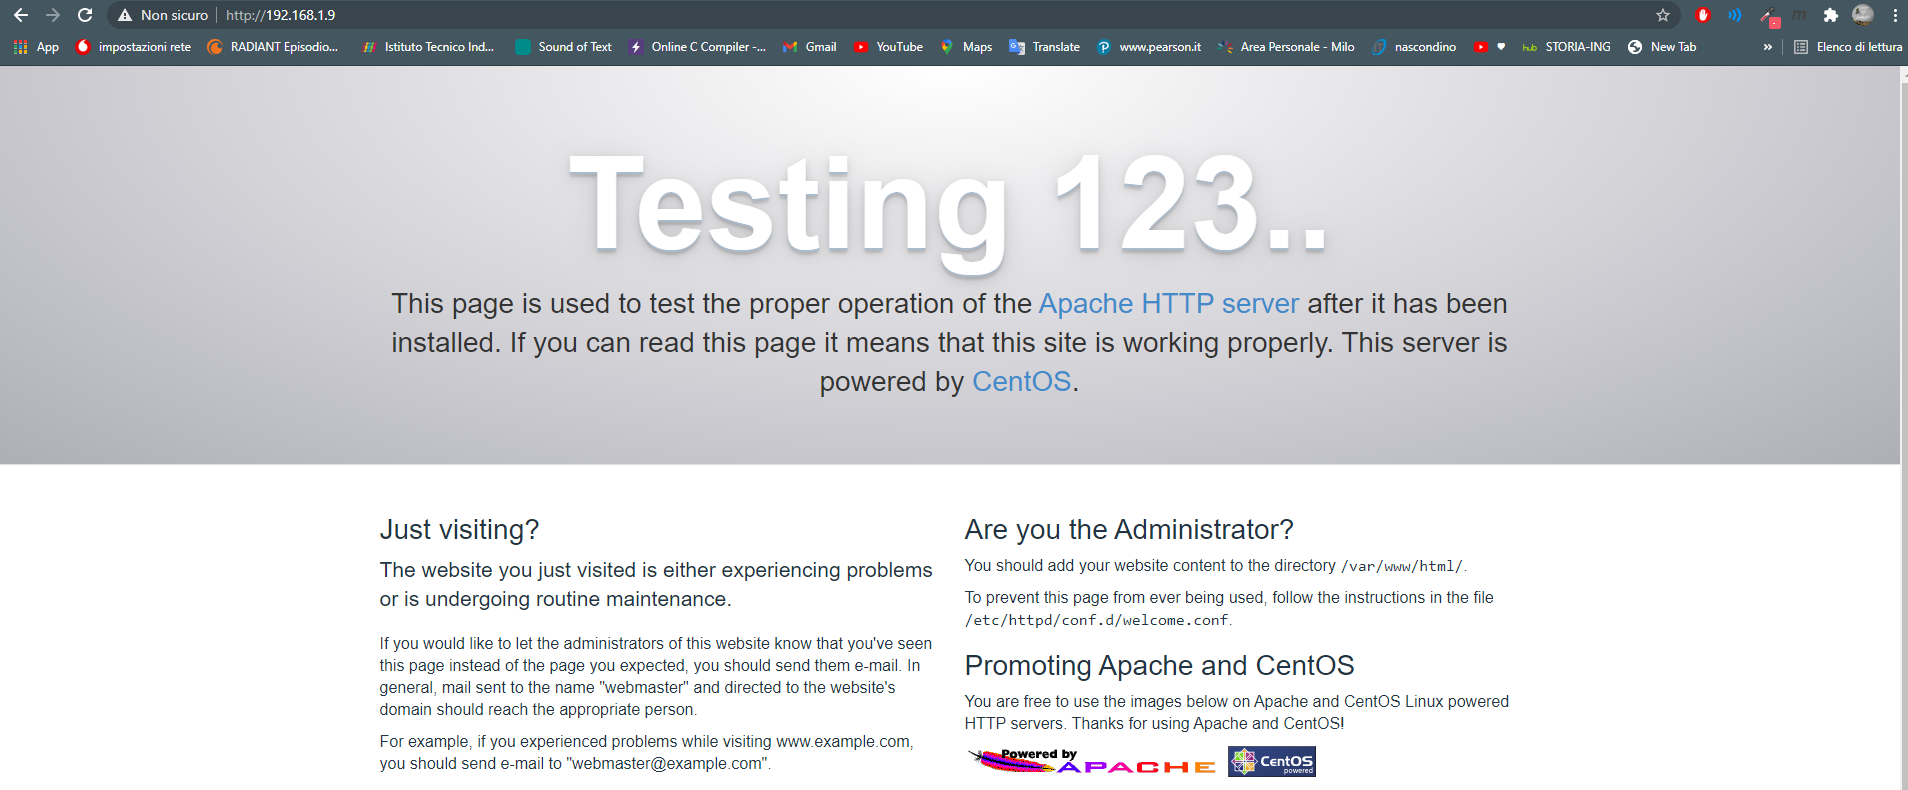 Non sicuro http://192.168.1.9
App impostazioni rete RADIANT Episodio... Istituto Tecnico Ind... Sound of Text Online C Compiler -... Gmail YouTube Maps Translate www.pearson.it Area Personale - Milo nascondino ♥ hub STORIA-ING New Tab » Elenco di lettura
Testing 123..
This page is used to test the proper operation of the Apache HTTP server after it has been
installed. If you can read this page it means that this site is working properly. This server is
powered by CentOS.
Just visiting?
The website you just visited is either experiencing problems
or is undergoing routine maintenance.
If you would like to let the administrators of this website know that you've seen
this page instead of the page you expected, you should send them e-mail. In
general, mail sent to the name "webmaster" and directed to the website's
domain should reach the appropriate person.
For example, if you experienced problems while visiting www.example.com,
you should send e-mail to "webmaster@example.com".
Are you the Administrator?
You should add your website content to the directory /var/www/html/.
To prevent this page from ever being used, follow the instructions in the file
/etc/httpd/conf.d/welcome.conf.
Promoting Apache and CentOS
You are free to use the images below on Apache and CentOS Linux powered
HTTP servers. Thanks for using Apache and CentOS!
Powered by
APACHE
CentOS
powered